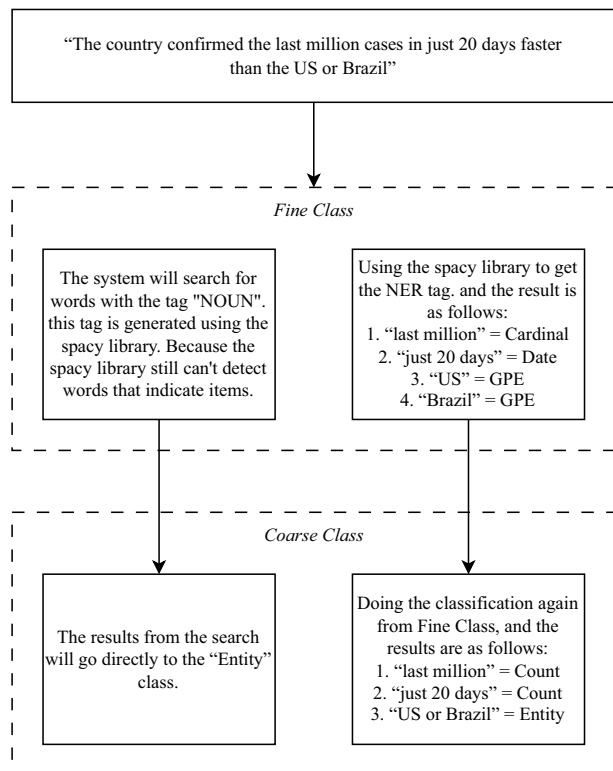 “The country confirmed the last million cases in just 20 days faster
than the US or Brazil”
Fine Class
The system will search for
words with the tag "NOUN".
this tag is generated using the
spacy library. Because the
spacy library still can't detect
words that indicate items.
Using the spacy library to get
the NER tag. and the result is
as follows:
1. “last million” = Cardinal
2. “just 20 days” = Date
3. “US” = GPE
4. “Brazil” = GPE
Coarse Class
The results from the search
will go directly to the “Entity”
class.
Doing the classification again
from Fine Class, and the
results are as follows:
1. “last million” = Count
2. “just 20 days” = Count
3. “US or Brazil” = Entity